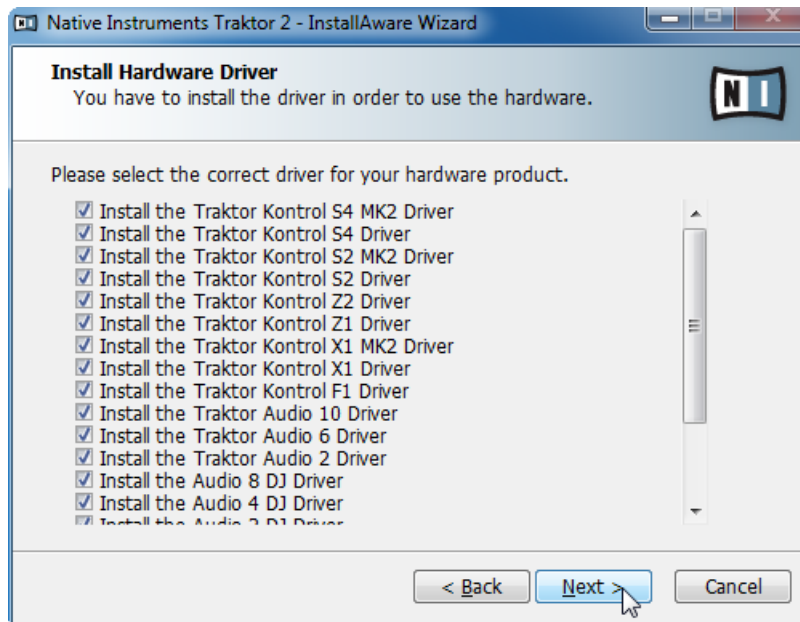 Native Instruments Traktor 2 - InstallAware Wizard
Install Hardware Driver
You have to install the driver in order to use the hardware.
N I
Please select the correct driver for your hardware product.
Install the Traktor Kontrol S4 MK2 Driver
Install the Traktor Kontrol S4 Driver
Install the Traktor Kontrol S2 MK2 Driver
Install the Traktor Kontrol S2 Driver
Install the Traktor Kontrol Z2 Driver
Install the Traktor Kontrol Z1 Driver
Install the Traktor Kontrol X1 MK2 Driver
Install the Traktor Kontrol X1 Driver
Install the Traktor Kontrol F1 Driver
Install the Traktor Audio 10 Driver
Install the Traktor Audio 6 Driver
Install the Traktor Audio 2 Driver
Install the Audio 8 DJ Driver
Install the Audio 4 DJ Driver
Install the Audio 2 DJ Driver
< Back Next > Cancel